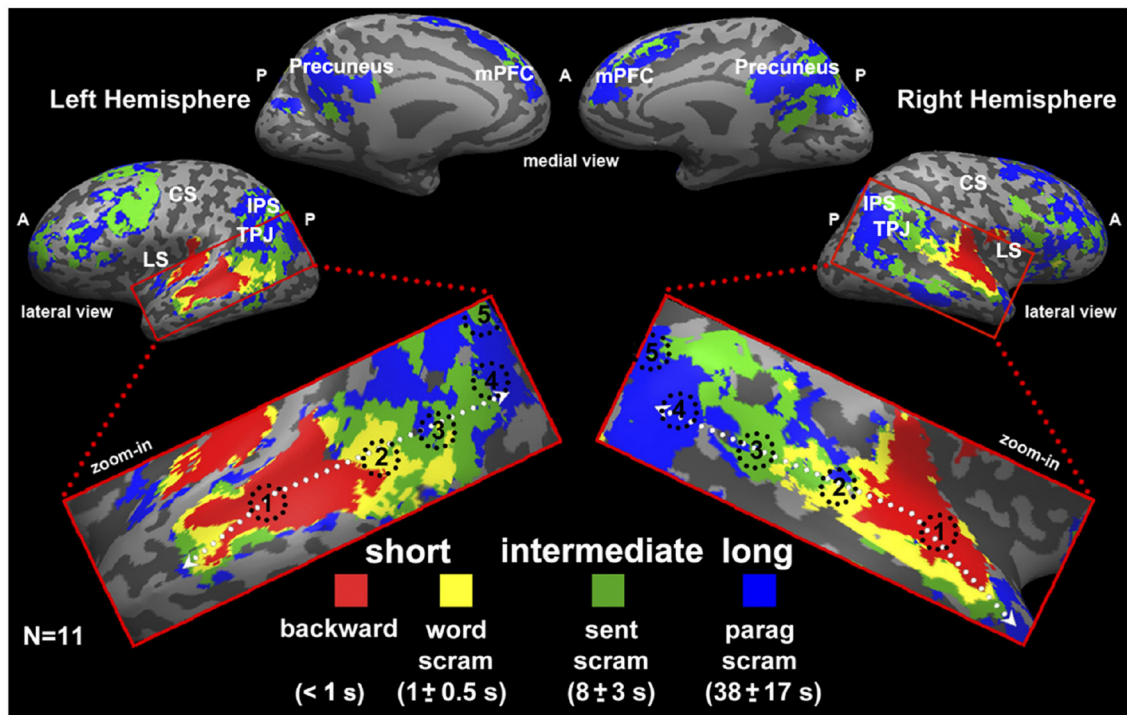 Precuneus mPFC A mPFC Precuneus
P P
Left Hemisphere Right Hemisphere
medial view
CS CS
A IPS P P IPS A
TPJ TPJ
LS LS
lateral view lateral view
5 5
4 4
3 3
2 2
1 1
zoom-in zoom-in
short intermediate long
backward word scram sent scram parag scram
N=11
(< 1 s) (1± 0.5 s) (8± 3 s) (38± 17 s)